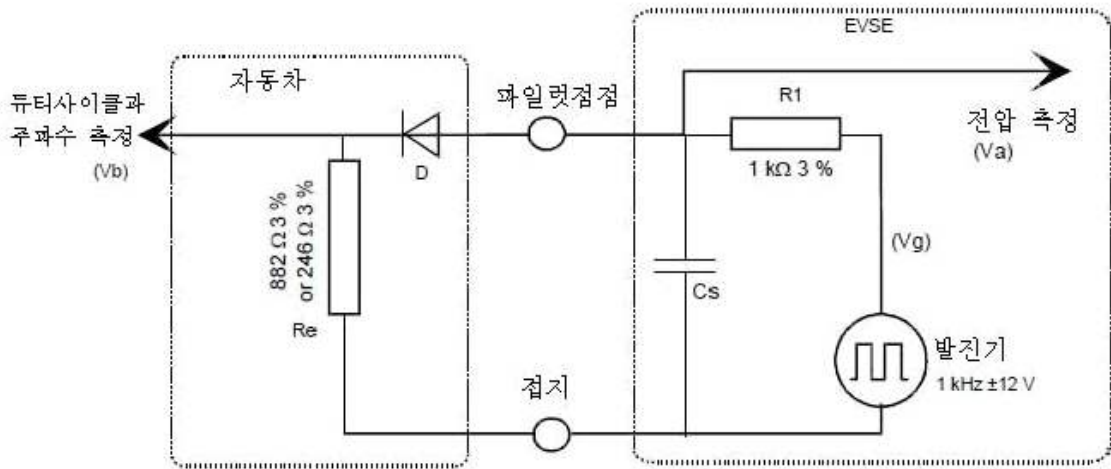 EVSE
자동차
듀티사이클과
주파수 측정
(Vb)
파일럿점점
R1
전압 측정
(Va)
D
1 kΩ 3 %
882 Ω 3 %
or 246 Ω 3 %
Re
Cs
(Vg)
발진기
1 kHz ±12 V
접지